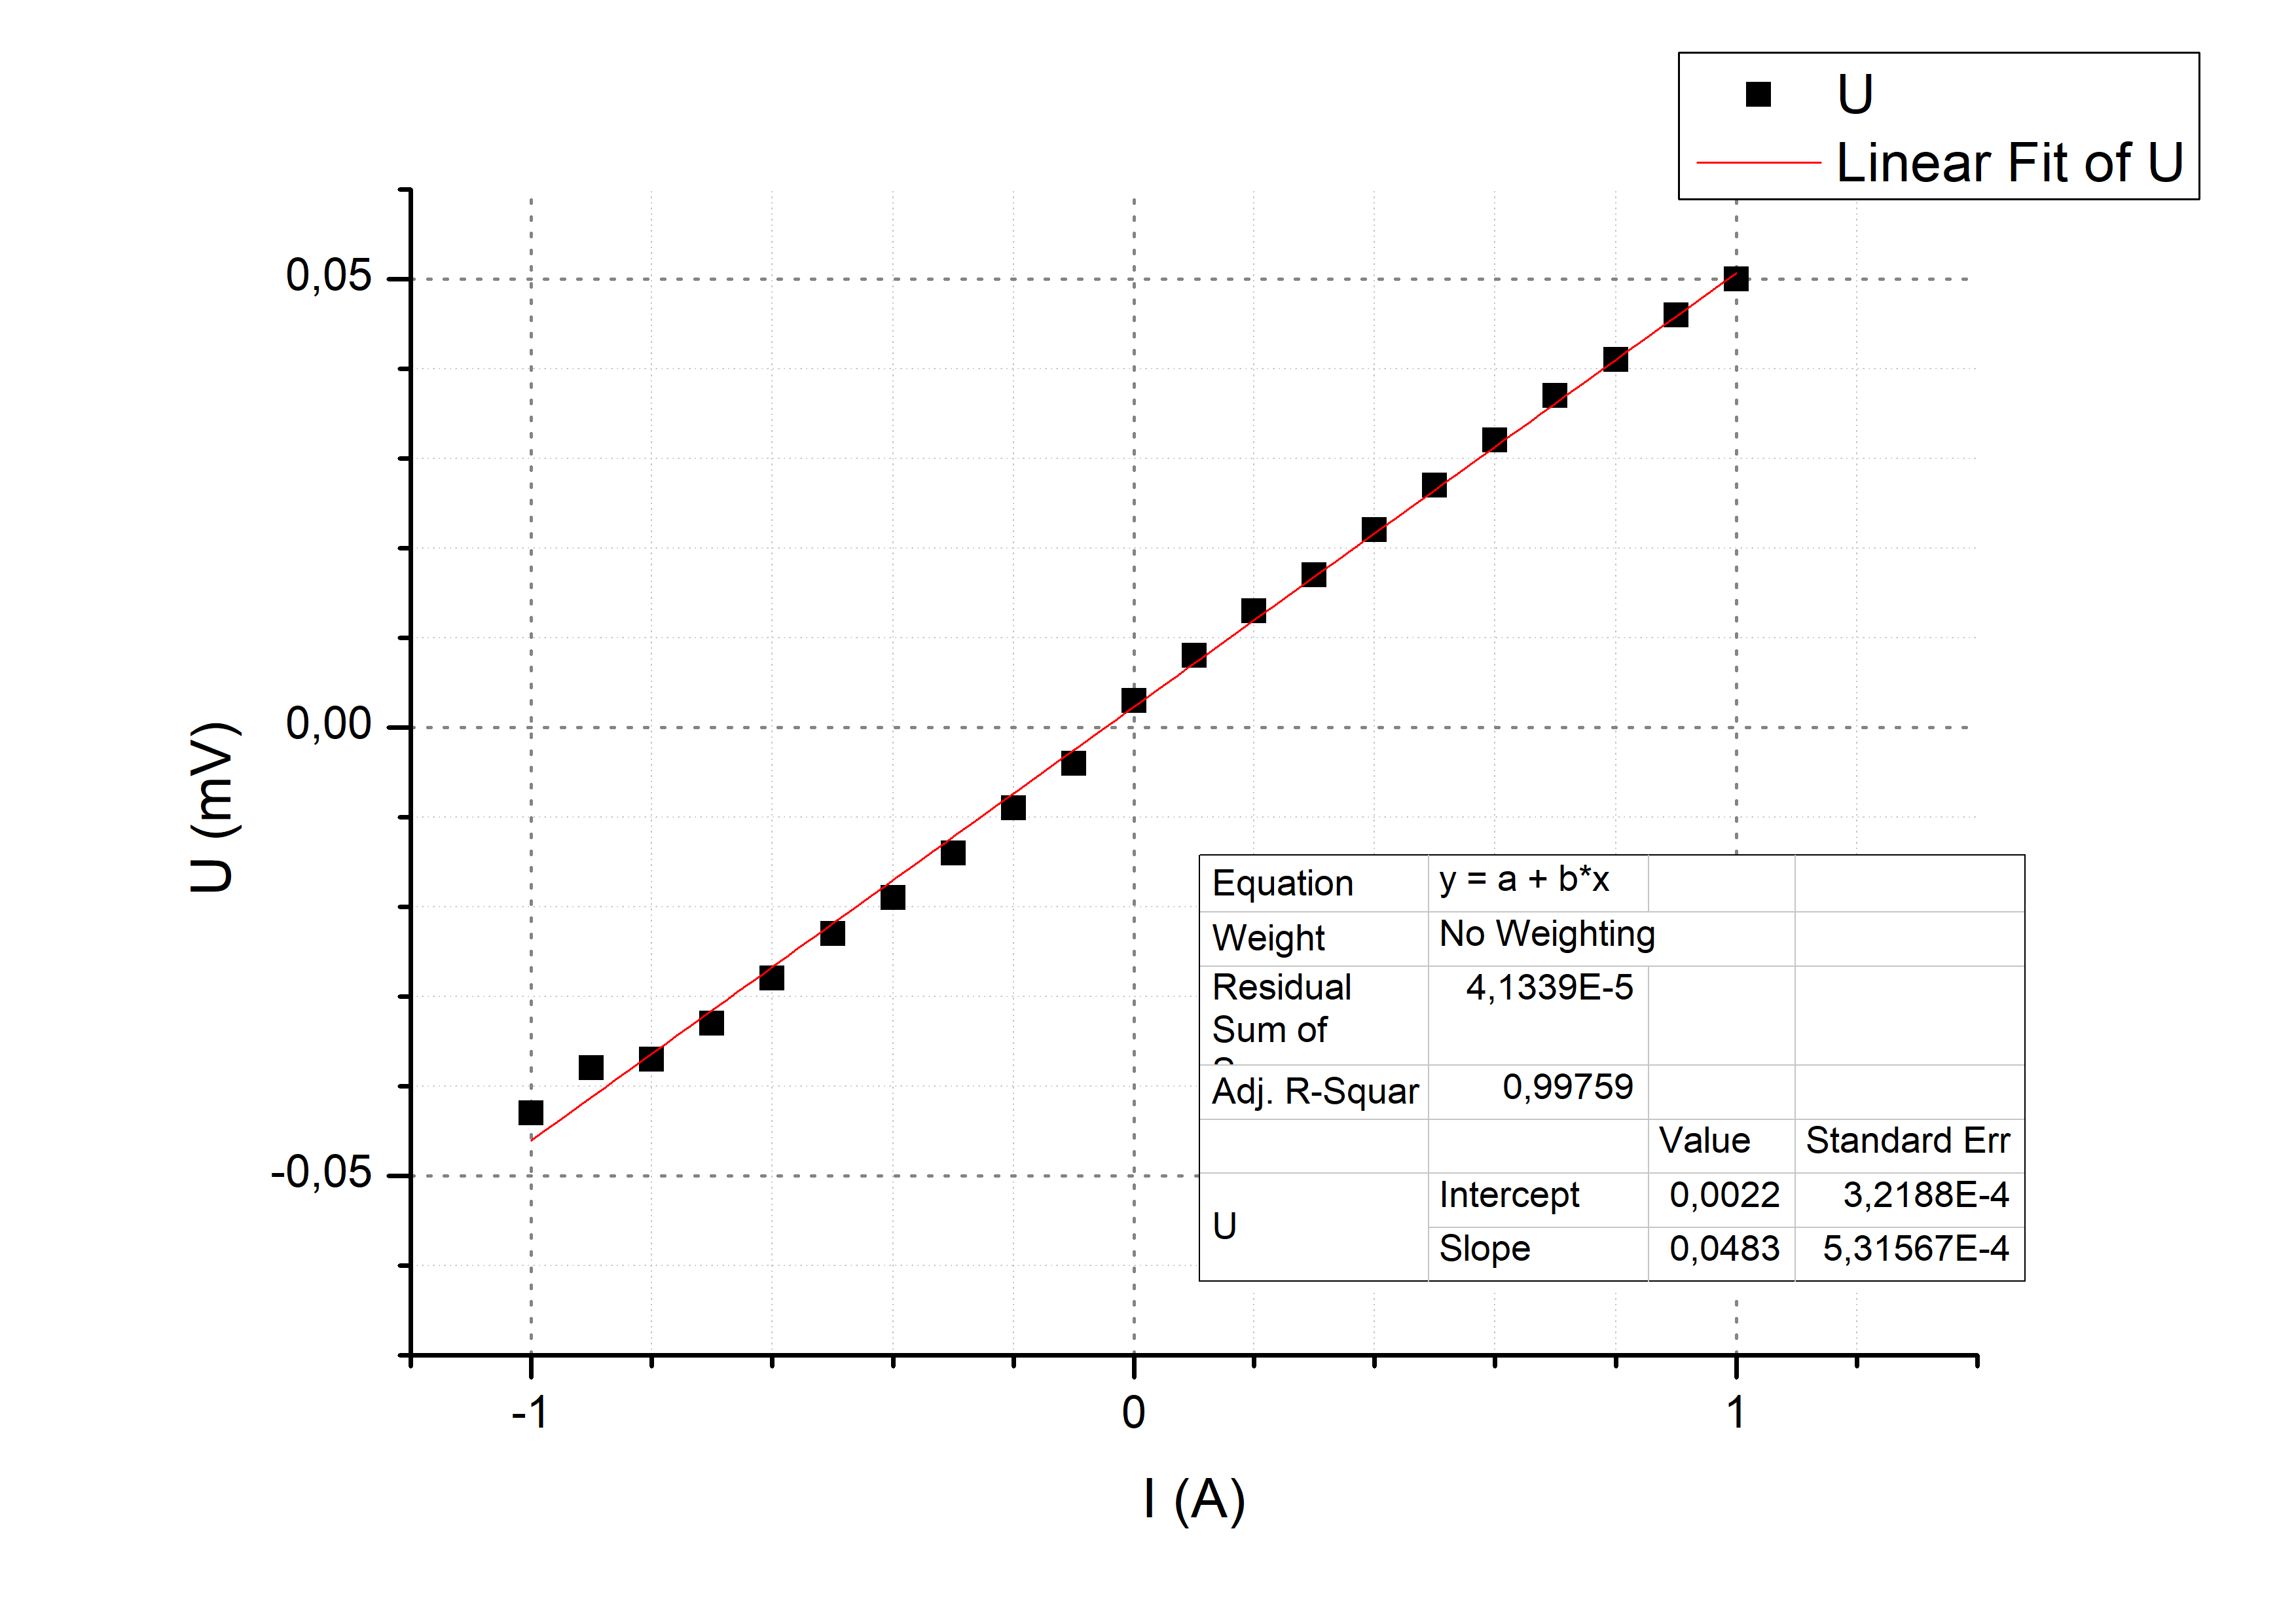 U
Linear Fit of U
0,05
0,00
-0,05
U (mV)
-1 0 1
I (A)
Equation y = a + b*x
Weight No Weighting
Residual 4,1339E-5
Sum of
Adj. R-Squar 0,99759
Value Standard Err
U
Intercept 0,0022 3,2188E-4
Slope 0,0483 5,31567E-4